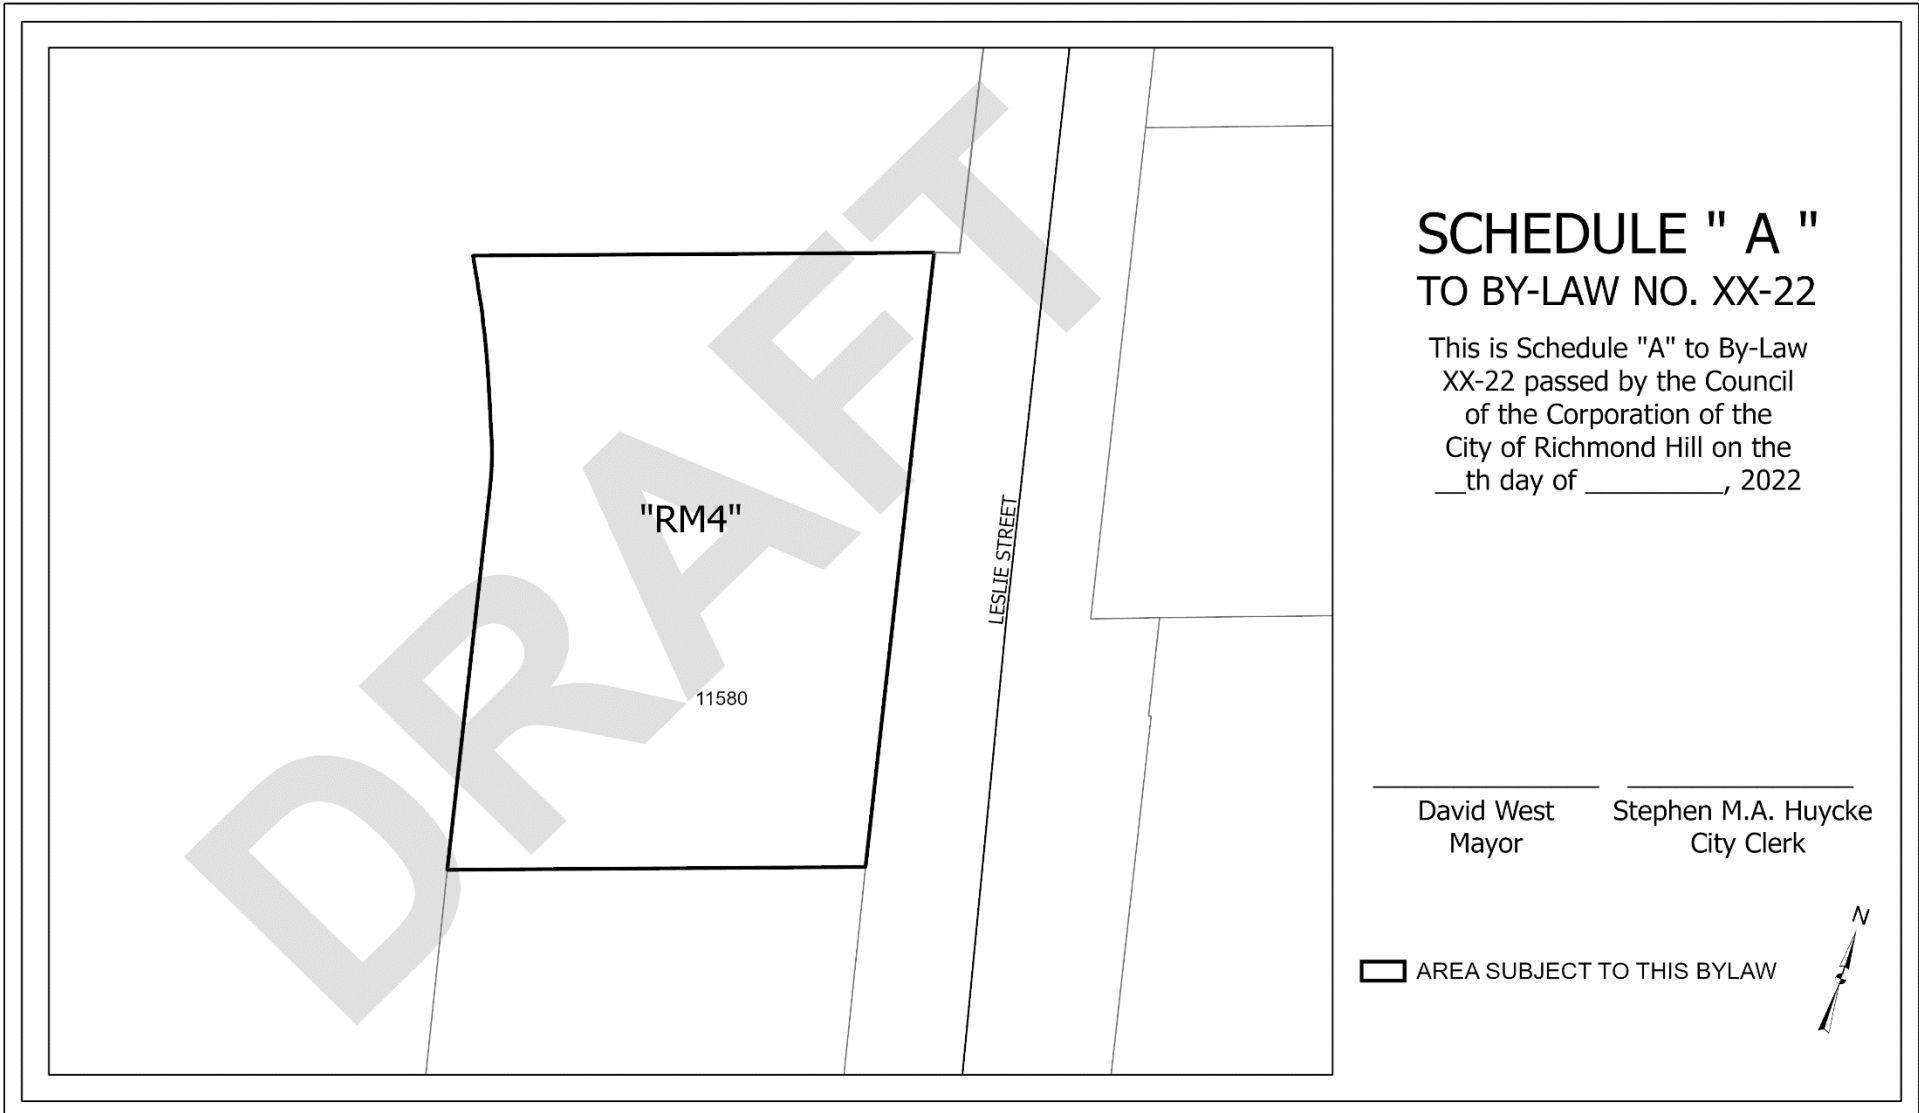 DRAFT
"RM4"
11580
LESLIE STREET
SCHEDULE " A "
TO BY-LAW NO. XX-22
This is Schedule "A" to By-Law
XX-22 passed by the Council
of the Corporation of the
City of Richmond Hill on the
__th day of _________, 2022
David West
Mayor
Stephen M.A. Huycke
City Clerk
N
AREA SUBJECT TO THIS BYLAW